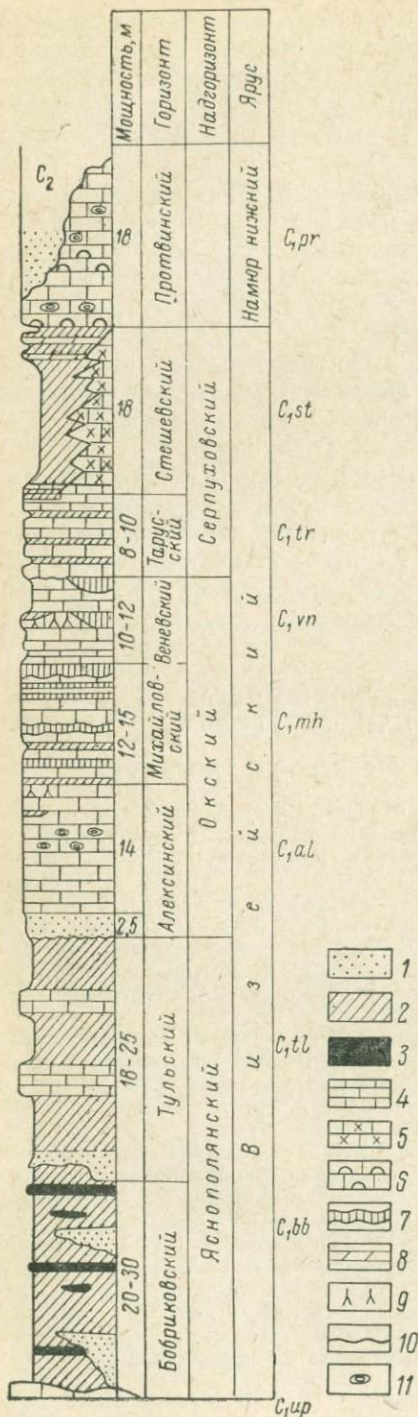 Мощность, м
Горизонт
Надгоризонт
Ярус
C₂
18
Протвинский
Намюр нижний
C₁pr
18
Стешевский
Серпуховский
C₁st
8-10
Тарус-
ский
C₁tr
10-12
Веневский
Окский
Визейский
C₁vn
12-15
Михайлов-
ский
C₁mh
14
Алексинский
C₁al
2,5
18-25
Тульский
Яснополянский
C₁tl
20-30
Бобриковский
C₁bb
C₁up
1
2
3
4
5
6
7
8
9
10
11